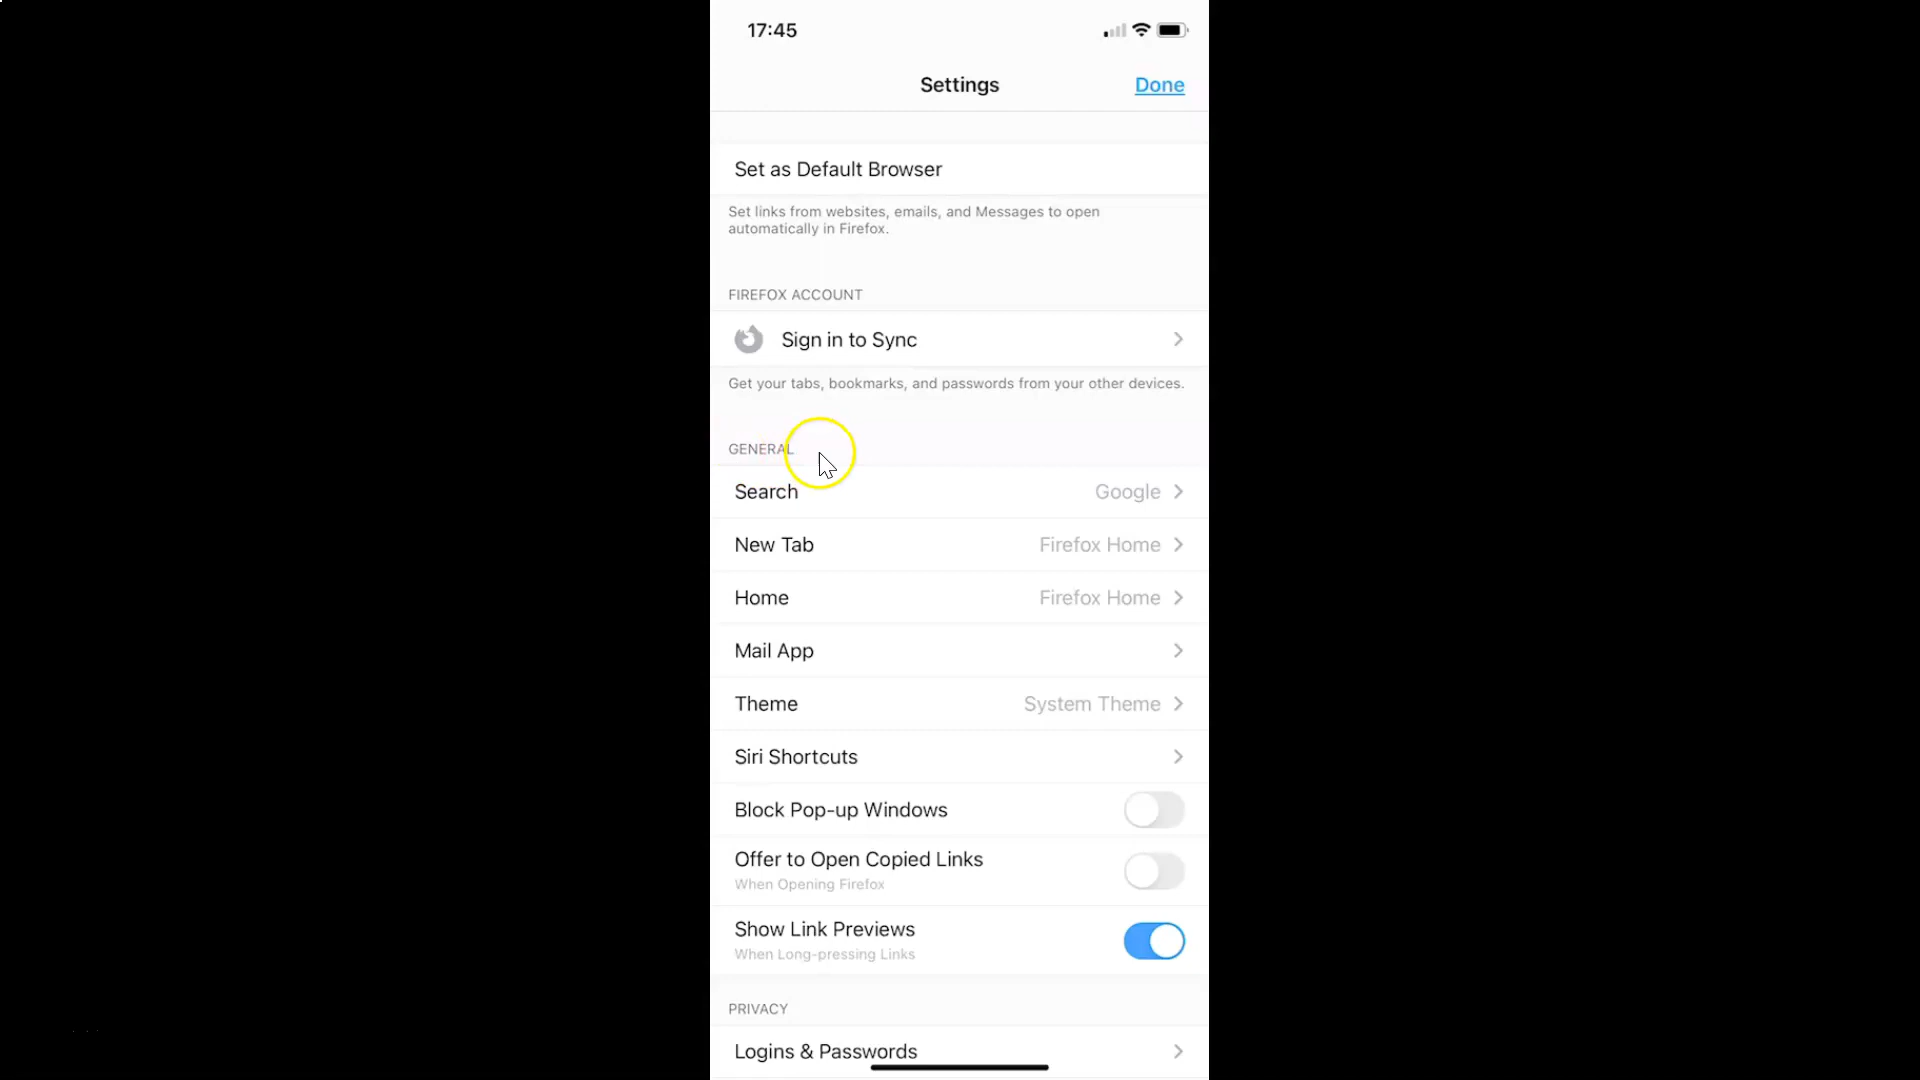 17:45
Settings
Done
Set as Default Browser
Set links from websites, emails, and Messages to open
automatically in Firefox.
FIREFOX ACCOUNT
Sign in to Sync
Get your tabs, bookmarks, and passwords from your other devices.
GENERAL
Search Google
New Tab Firefox Home
Home Firefox Home
Mail App
Theme System Theme
Siri Shortcuts
Block Pop-up Windows
Offer to Open Copied Links
When Opening Firefox
Show Link Previews
When Long-pressing Links
PRIVACY
Logins & Passwords